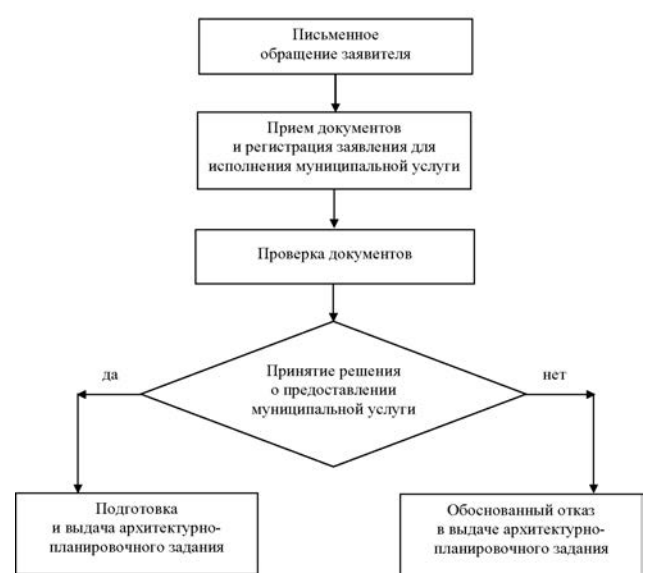 Письменное
обращение заявителя
Прием документов
и регистрация заявления для
исполнения муниципальной услуги
Проверка документов
Принятие решения
о предоставлении
муниципальной услуги
да
нет
Подготовка
и выдача архитектурно-
планировочного задания
Обоснованный отказ
в выдаче архитектурно-
планировочного задания